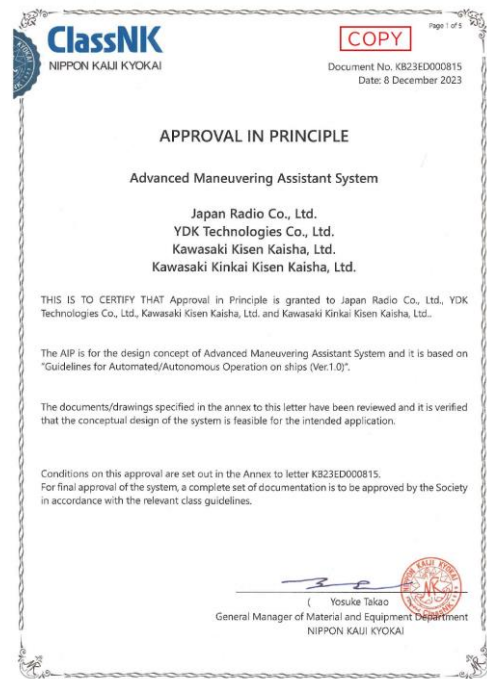 Page 1 of 5
ClassNK
NIPPON KAIJI KYOKAI
COPY
Document No. KB23ED000815
Date: 8 December 2023
APPROVAL IN PRINCIPLE
Advanced Maneuvering Assistant System
Japan Radio Co., Ltd.
YDK Technologies Co., Ltd.
Kawasaki Kisen Kaisha, Ltd.
Kawasaki Kinkai Kisen Kaisha, Ltd.
THIS IS TO CERTIFY THAT Approval in Principle is granted to Japan Radio Co., Ltd., YDK
Technologies Co., Ltd., Kawasaki Kisen Kaisha, Ltd. and Kawasaki Kinkai Kisen Kaisha, Ltd..
The AIP is for the design concept of Advanced Maneuvering Assistant System and it is based on
"Guidelines for Automated/Autonomous Operation on ships (Ver.1.0)".
The documents/drawings specified in the annex to this letter have been reviewed and it is verified
that the conceptual design of the system is feasible for the intended application.
Conditions on this approval are set out in the Annex to letter KB23ED000815.
For final approval of the system, a complete set of documentation is to be approved by the Society
in accordance with the relevant class guidelines.
( Yosuke Takao
General Manager of Material and Equipment Department
NIPPON KAIJI KYOKAI
NIPPON KAIJI KYOKAI
NK
ClassNK